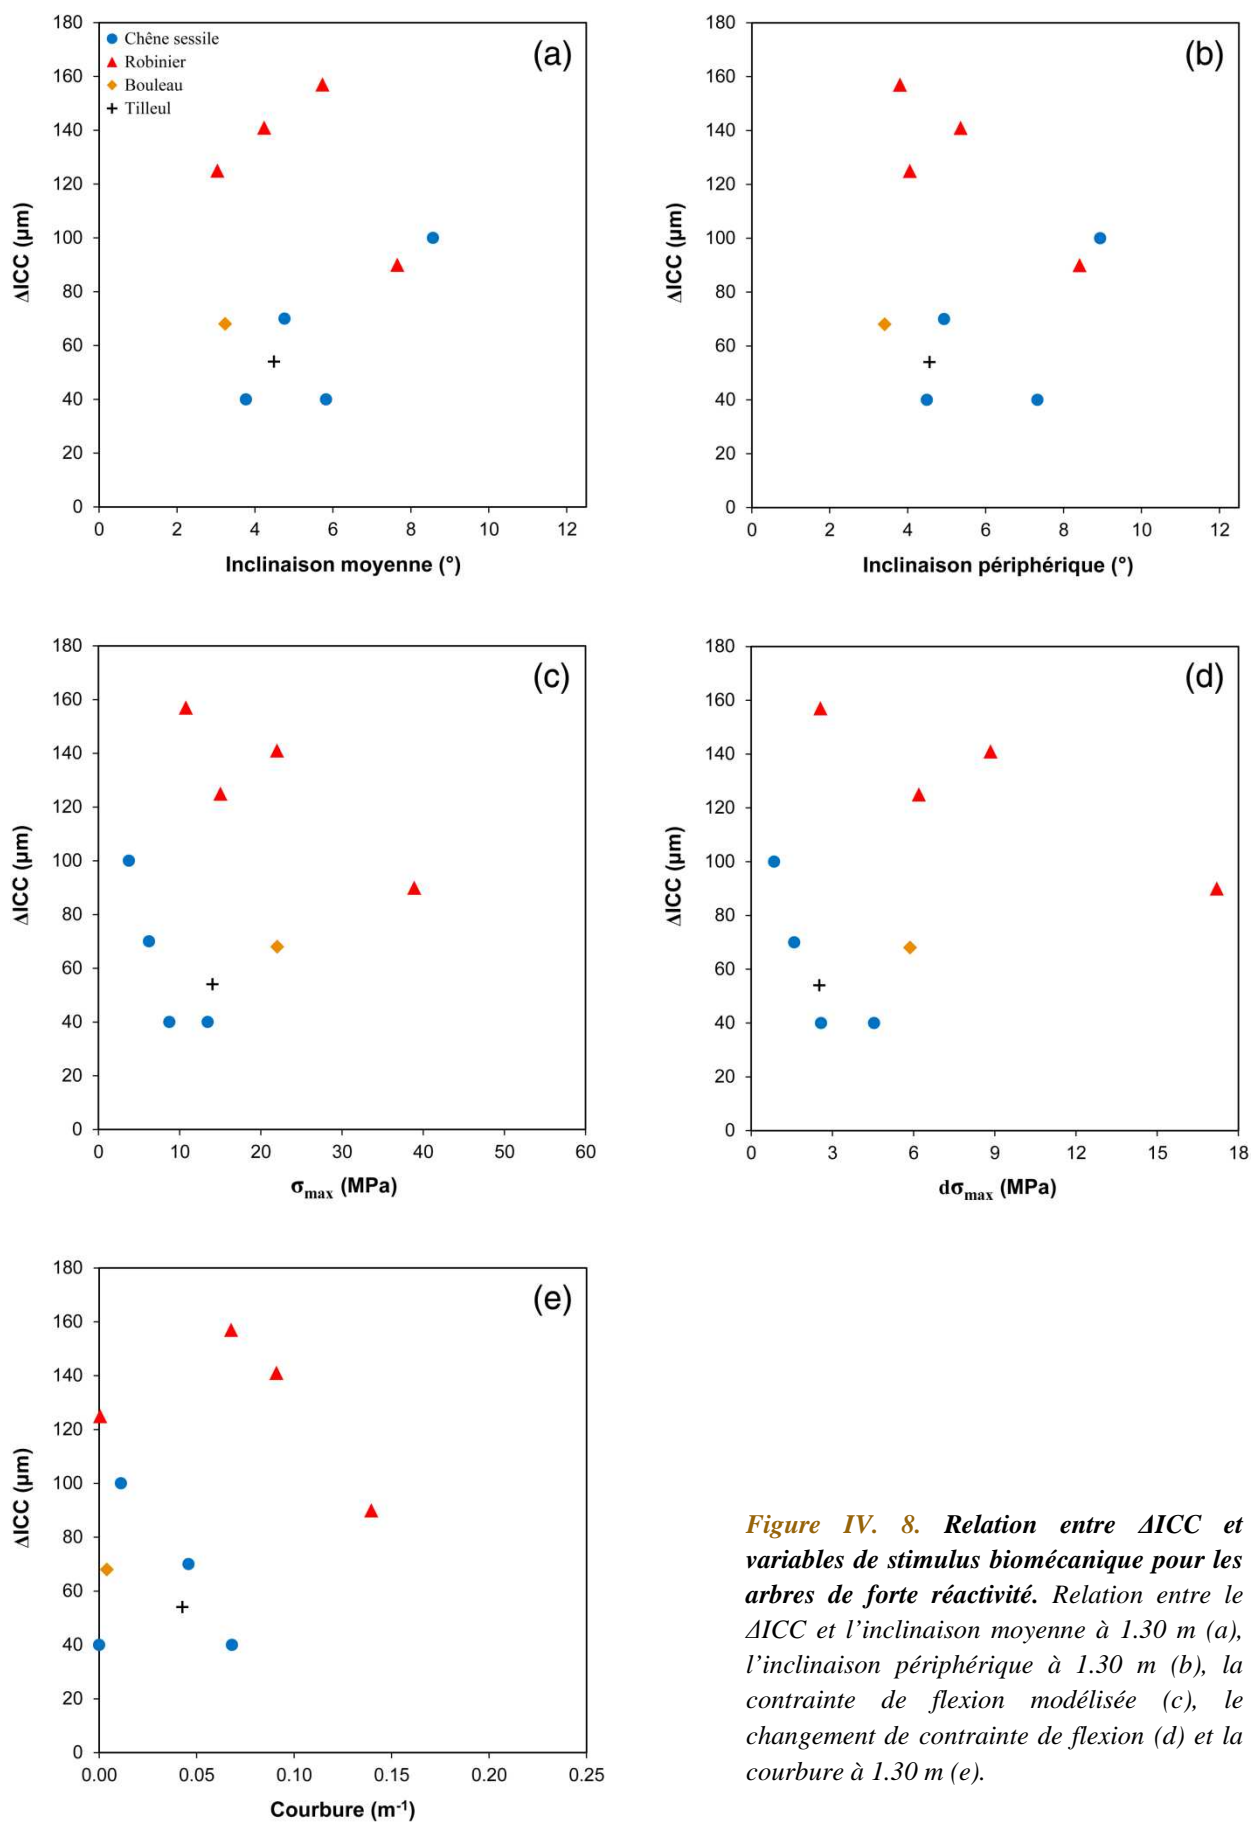 180
160
140
120
100
80
60
40
20
0
ΔICC (µm)
Chêne sessile
Robinier
Bouleau
Tilleul
(a)
0 2 4 6 8 10 12
Inclinaison moyenne (°)
180
160
140
120
100
80
60
40
20
0
ΔICC (µm)
(b)
0 2 4 6 8 10 12
Inclinaison périphérique (°)
180
160
140
120
100
80
60
40
20
0
ΔICC (µm)
(c)
0 10 20 30 40 50 60
σmax (MPa)
180
160
140
120
100
80
60
40
20
0
ΔICC (µm)
(d)
0 3 6 9 12 15 18
dσmax (MPa)
180
160
140
120
100
80
60
40
20
0
ΔICC (µm)
(e)
0.00 0.05 0.10 0.15 0.20 0.25
Courbure (m⁻¹)
Figure IV. 8. Relation entre ΔICC et
variables de stimulus biomécanique pour les
arbres de forte réactivité. Relation entre le
ΔICC et l’inclinaison moyenne à 1.30 m (a),
l’inclinaison périphérique à 1.30 m (b), la
contrainte de flexion modélisée (c), le
changement de contrainte de flexion (d) et la
courbure à 1.30 m (e).